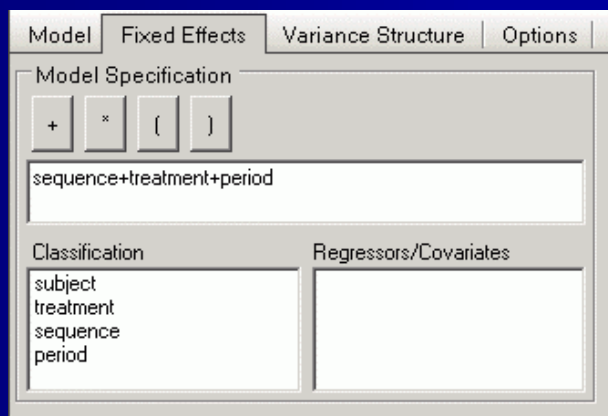 Model Fixed Effects Variance Structure Options
Model Specification
+ * ( )
sequence+treatment+period
Classification Regressors/Covariates
subject
treatment
sequence
period